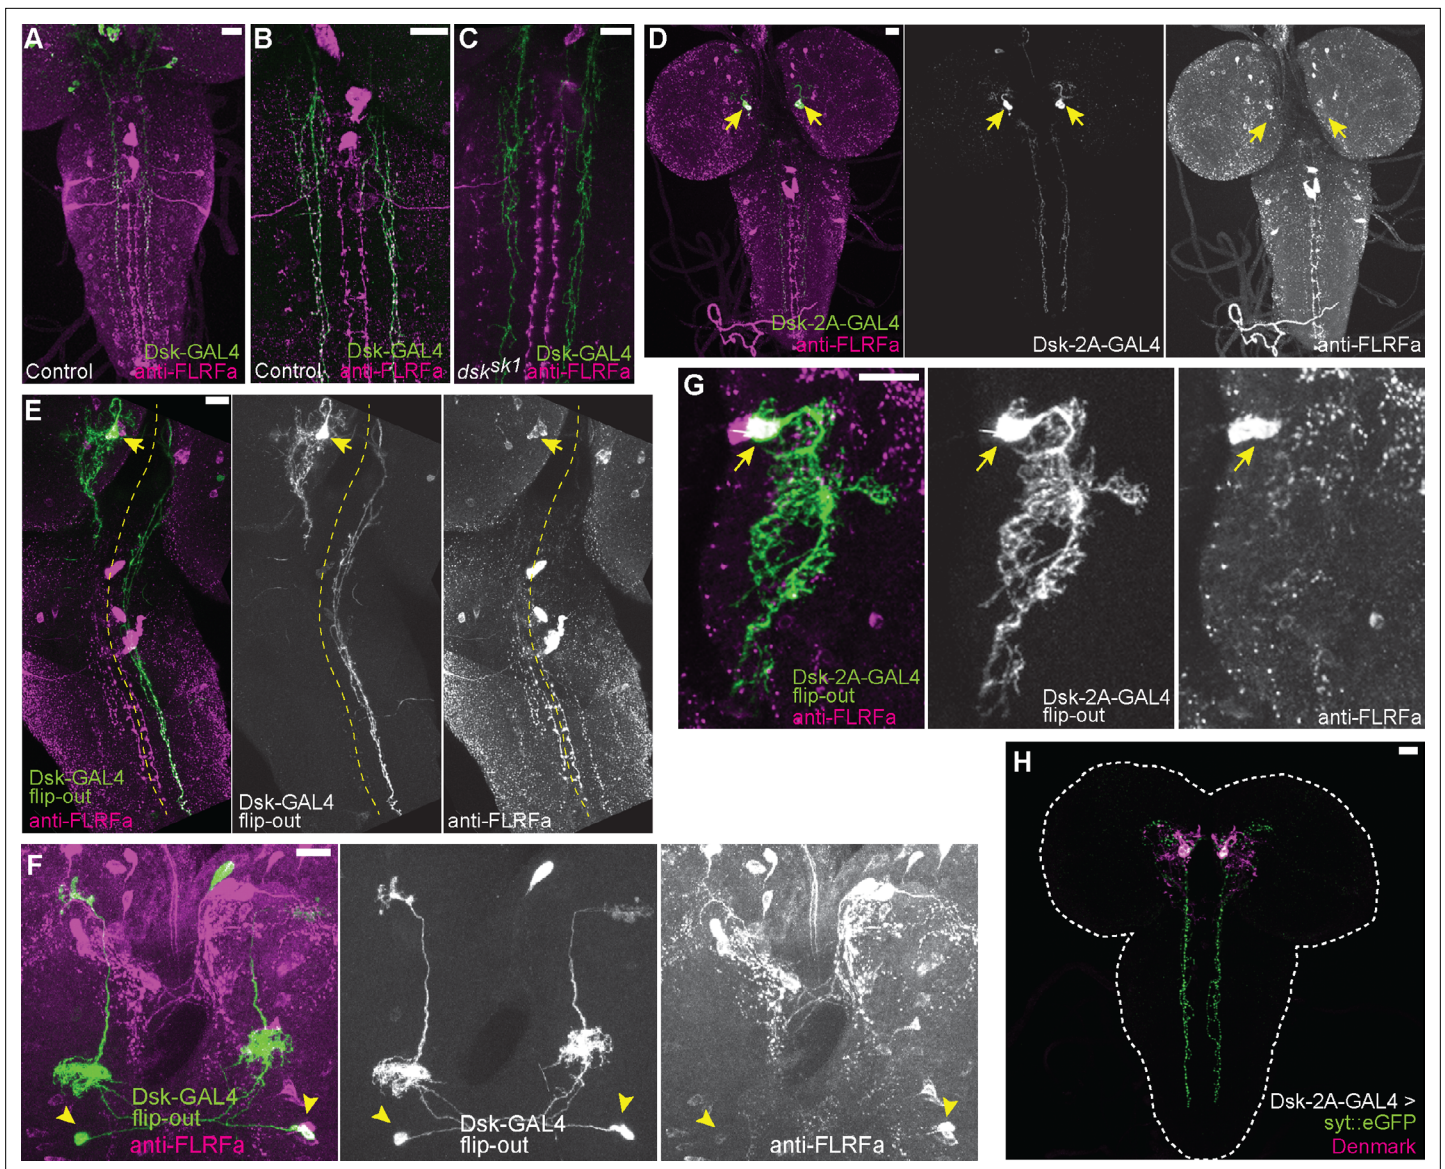 A
Dsk-GAL4
Control
anti-FLRFa
B
Dsk-GAL4
Control
anti-FLRFa
C
Dsk-GAL4
dsksk1
anti-FLRFa
D
Dsk-2A-GAL4
anti-FLRFa
Dsk-2A-GAL4
anti-FLRFa
E
Dsk-GAL4
flip-out
anti-FLRFa
Dsk-GAL4
flip-out
anti-FLRFa
G
Dsk-2A-GAL4
flip-out
anti-FLRFa
Dsk-2A-GAL4
flip-out
anti-FLRFa
F
Dsk-GAL4
flip-out
anti-FLRFa
Dsk-GAL4
flip-out
anti-FLRFa
H
Dsk-2A-GAL4 >
syt::eGFP
Denmark